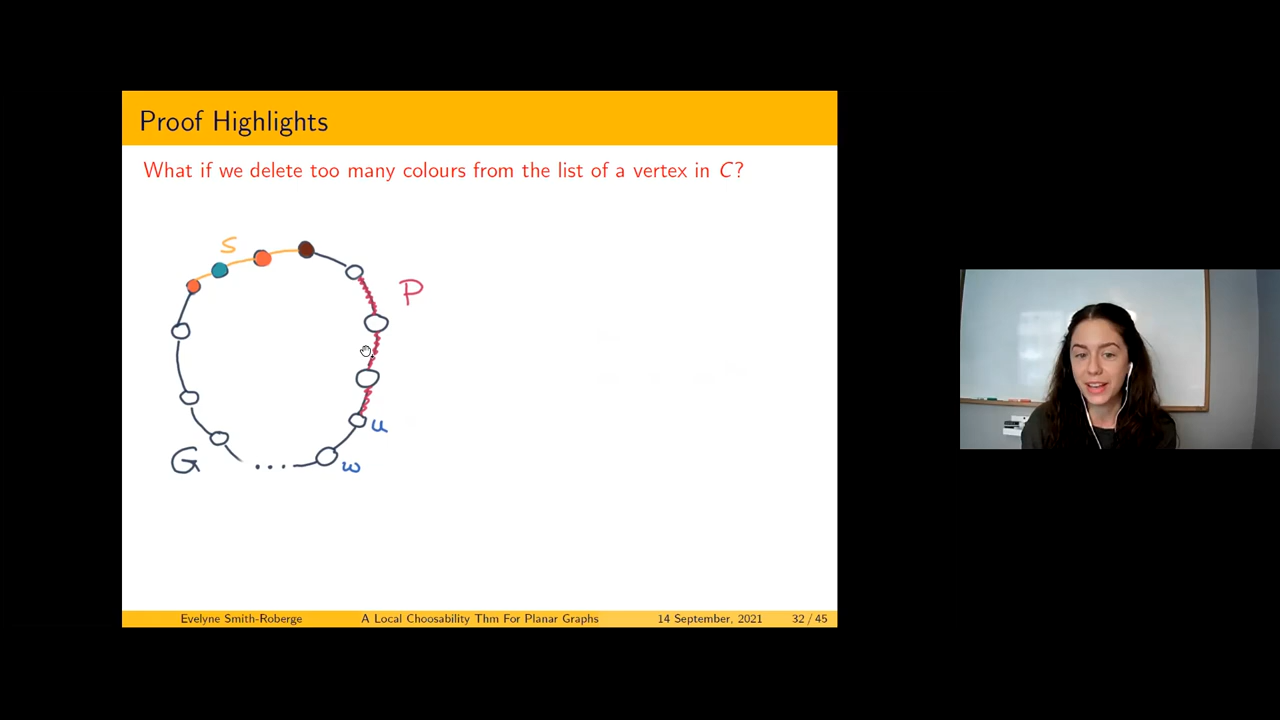 Proof Highlights
What if we delete too many colours from the list of a vertex in C?
S
P
u
G
w
Evelyne Smith-Roberge A Local Choosability Thm For Planar Graphs 14 September, 2021 32 / 45